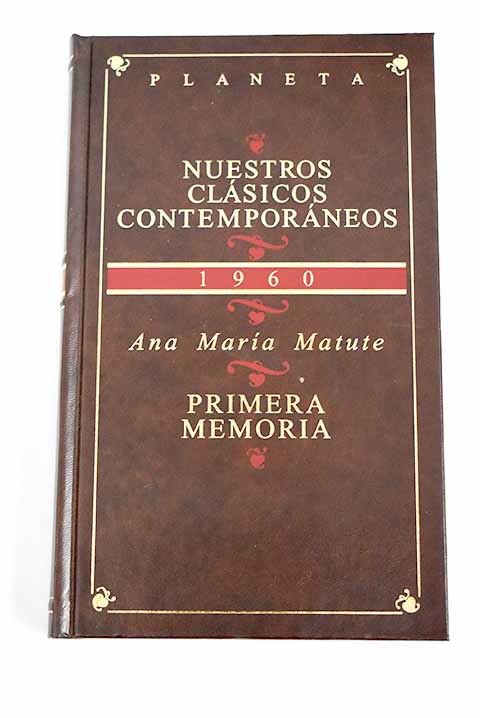 PLANETA
NUESTROS
CLÁSICOS
CONTEMPORÁNEOS
1960
Ana María Matute
PRIMERA
MEMORIA